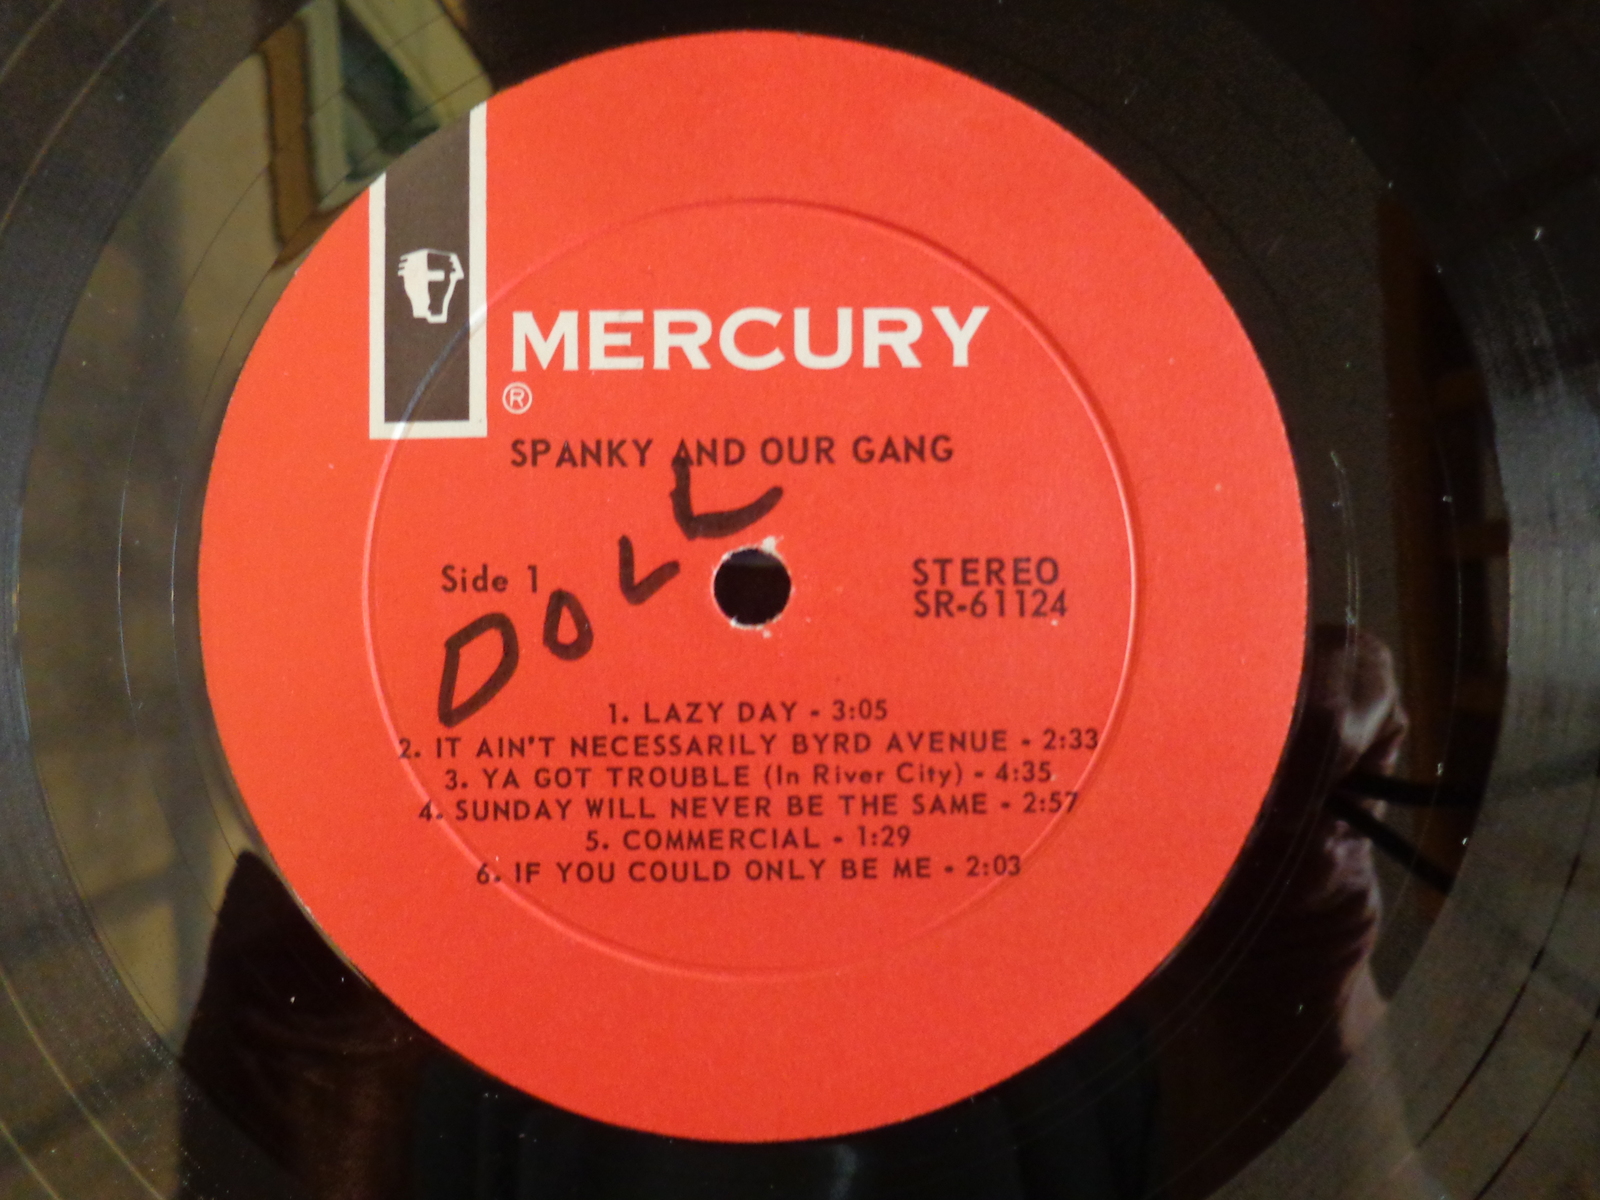 MERCURY
®
SPANKY AND OUR GANG
DOLL
Side 1
STEREO
SR-61124
1. LAZY DAY - 3:05
2. IT AIN'T NECESSARILY BYRD AVENUE - 2:33
3. YA GOT TROUBLE (In River City) - 4:35
4. SUNDAY WILL NEVER BE THE SAME - 2:57
5. COMMERCIAL - 1:29
6. IF YOU COULD ONLY BE ME - 2:03